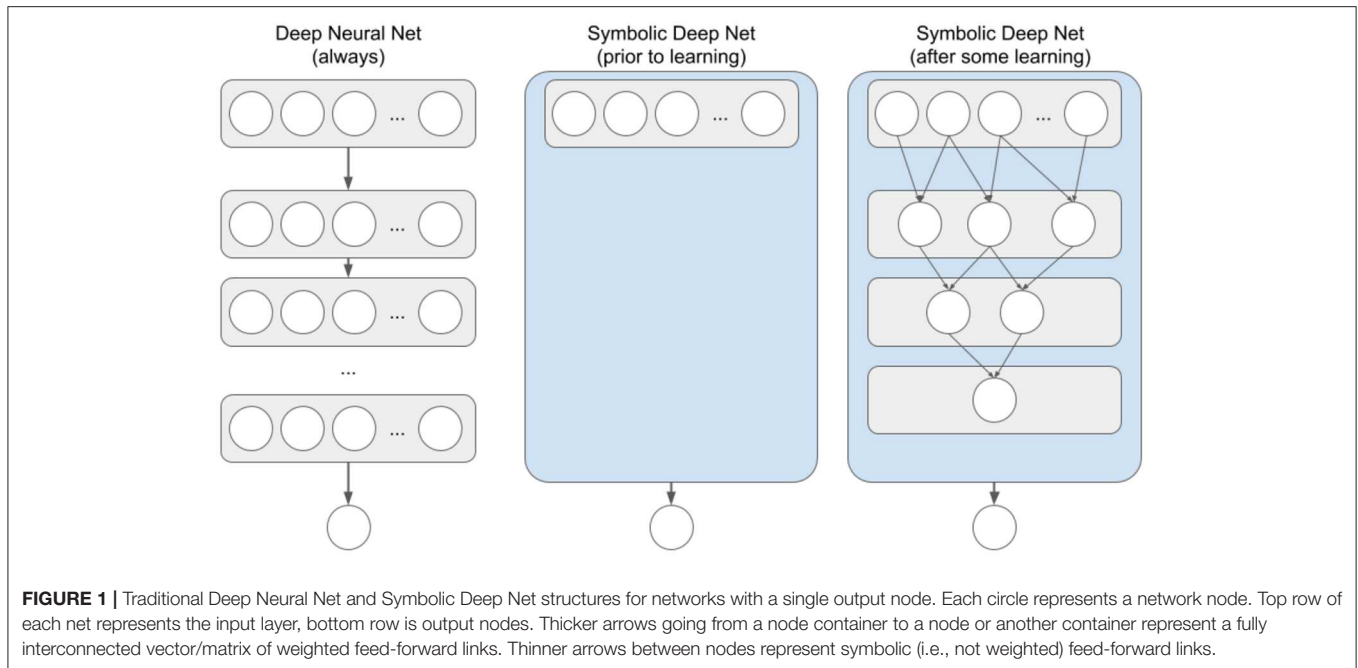 Deep Neural Net
(always)
Symbolic Deep Net
(prior to learning)
Symbolic Deep Net
(after some learning)
...
...
...
...
...
...
...
FIGURE 1 | Traditional Deep Neural Net and Symbolic Deep Net structures for networks with a single output node. Each circle represents a network node. Top row of
each net represents the input layer, bottom row is output nodes. Thicker arrows going from a node container to a node or another container represent a fully
interconnected vector/matrix of weighted feed-forward links. Thinner arrows between nodes represent symbolic (i.e., not weighted) feed-forward links.